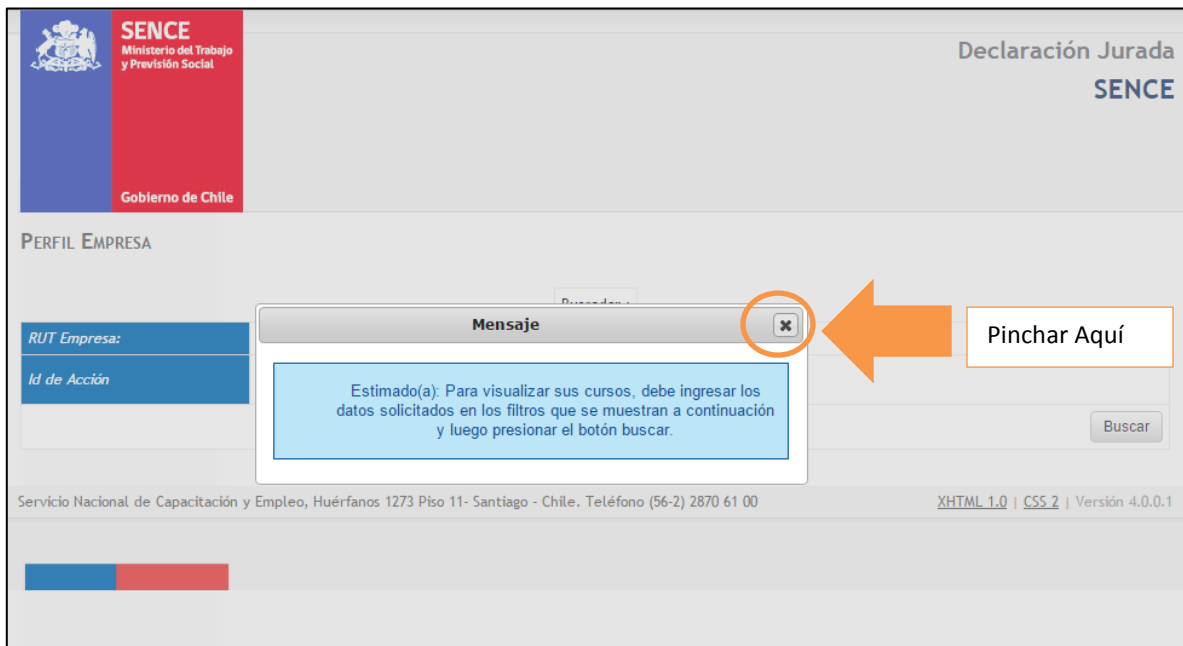 SENCE
Ministerio del Trabajo
y Previsión Social
Gobierno de Chile
Declaración Jurada
SENCE
PERFIL EMPRESA
Buscador :
Mensaje
Pinchar Aquí
RUT Empresa:
Id de Acción
Estimado(a): Para visualizar sus cursos, debe ingresar los
datos solicitados en los filtros que se muestran a continuación
y luego presionar el botón buscar.
Buscar
Servicio Nacional de Capacitación y Empleo, Huérfanos 1273 Piso 11- Santiago - Chile. Teléfono (56-2) 2870 61 00
XHTML 1.0 | CSS 2 | Versión 4.0.0.1